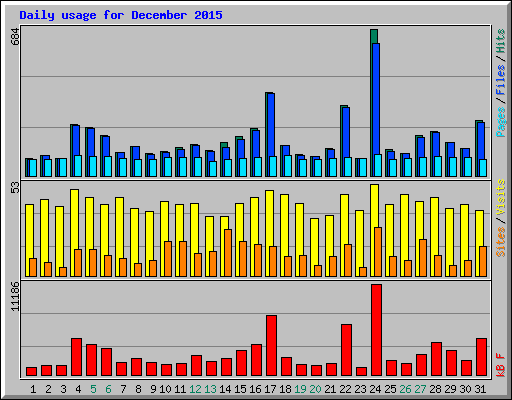 Daily usage for December 2015
684
Pages / Files / Hits
53
Sites / Visits
11186
kB F
1 2 3 4 5 6 7 8 9 10 11 12 13 14 15 16 17 18 19 20 21 22 23 24 25 26 27 28 29 30 31